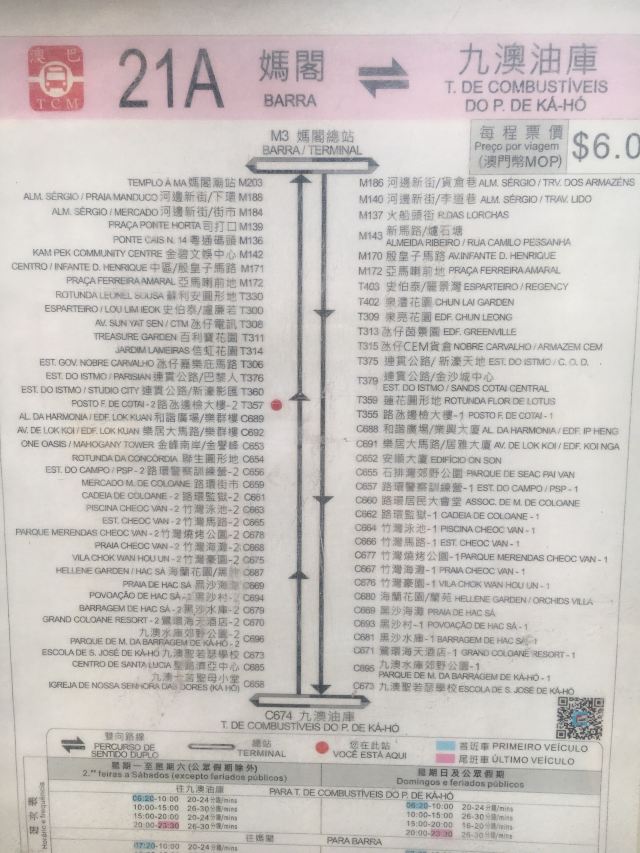 澳巴
TCM
21A
媽閣
BARRA
九澳油庫
T. DE COMBUSTÍVEIS
DO P. DE KÁ-HÓ
M3 媽閣總站
BARRA / TERMINAL
每程票價
Preço por viagem
(澳門幣MOP)
$6.0
TEMPLO À MA 媽閣廟站 M203
ALM. SÉRGIO / PRAIA MANDUCO 河邊新街/下環 M188
ALM. SÉRGIO / MERCADO 河邊新街/街市 M184
PRAÇA PONTE HORTA 司打口 M139
PONTE CAIS N. 14 粵通碼頭 M136
KAM PEK COMMUNITY CENTRE 金碧文娛中心 M142
CENTRO / INFANTE D. HENRIQUE 中區/殷皇子馬路 M171
PRAÇA FERREIRA AMARAL 亞馬喇前地 M172
ROTUNDA LEONEL SOUSA 蘇利安圓形地 T330
ESPARTEIRO / LOU LIM IEOK 史伯泰/盧廉若 T300
AV. SUN YAT SEN / CTM 氹仔電訊 T308
TREASURE GARDEN 百利寶花園 T311
JARDIM LAMEIRAS 信虹花園 T314
EST. GOV. NOBRE CARVALHO 氹仔嘉樂庇馬路 T306
EST. DO ISTMO / PARISIAN 連貫公路/巴黎人 T376
EST. DO ISTMO / STUDIO CITY 連貫公路/新濠影匯 T360
POSTO F. DE COTAI - 2 路氹邊檢大樓-2 T357
AL. DA HARMONIA / EDF. LOK KUAN 和諧廣場/樂群樓 C689
AV. DE LOK KOI / EDF. LOK KUAN 樂居大馬路/樂群樓 C692
ONE OASIS / MAHOGANY TOWER 金峰南岸/金譽峰 C653
ROTUNDA DA CONCÓRDIA 聯生圓形地 C654
EST. DO CAMPO / PSP - 2 路環警察訓練營-2 C656
MERCADO M. DE COLOANE 路環街市 C659
CADEIA DE COLOANE - 2 路環監獄-2 C661
PISCINA CHEOC VAN - 2 竹灣泳池-2 C663
EST. CHEOC VAN - 2 竹灣馬路-2 C665
PARQUE MERENDAS CHEOC VAN - 2 竹灣燒烤公園-2 C678
PRAIA CHEOC VAN - 2 竹灣海灘-2 C668
VILA CHOK WAN HOU UN - 2 竹灣豪園-2 C675
HELLENE GARDEN / HAC SÁ 海蘭花園/黑沙 C687
PRAIA DE HAC SÁ 黑沙海灘 C669
POVOAÇÃO DE HAC SÁ - 2 黑沙村-2 C694
BARRAGEM DE HAC SÁ - 2 黑沙水庫-2 C679
GRAND COLOANE RESORT - 2 鷺環海天酒店-2 C670
九澳水庫郊野公園-2
PARQUE DE M. DA BARRAGEM DE KÁ-HÓ - 2 C696
ESCOLA DE S. JOSÉ DE KÁ HÓ 九澳聖若瑟學校 C673
CENTRO DE SANTA LUCIA 聖路濟亞中心 C685
九澳七苦聖母小堂
IGREJA DE NOSSA SENHORA DAS DORES (KÁ HÓ) C658
M186 河邊新街/貨倉巷 ALM. SÉRGIO / TRV. DOS ARMAZÉNS
M140 河邊新街/李道巷 ALM. SÉRGIO / TRAV. LIDO
M137 火船頭街 R.DAS LORCHAS
M143 新馬路/爐石塘
ALMEIDA RIBEIRO / RUA CAMILO PESSANHA
M170 殷皇子馬路 AV.INFANTE D. HENRIQUE
M172 亞馬喇前地 PRAÇA FERREIRA AMARAL
T403 史伯泰/麗景灣 ESPARTEIRO / REGENCY
T402 泉鴻花園 CHUN LAI GARDEN
T309 泉亮花園 EDF. CHUN LEONG
T313 氹仔茵景園 EDF. GREENVILLE
T315 氹仔CEM貨倉 NOBRE CARVALHO / ARMAZEM CEM
T375 連貫公路/ 新濠天地 EST. DO ISTMO / C. O. D.
T379 連貫公路/金沙城中心
EST. DO ISTMO / SANDS COTAI CENTRAL
T359 蓮花圓形地 ROTUNDA FLOR DE LOTUS
T355 路氹邊檢大樓-1 POSTO F. DE COTAI - 1
C688 和諧廣場/業興大廈 AL. DA HARMONIA / EDF. IP HENG
C691 樂居大馬路/居雅大廈 AV. DE LOK KOI / EDF. KOI NGA
C652 安順大廈 EDIFÍCIO ON SON
C655 石排灣郊野公園 PARQUE DE SEAC PAI VAN
C657 路環警察訓練營-1 EST. DO CAMPO / PSP - 1
C660 路環居民大會堂 ASSOC. DE M. DE COLOANE
C662 路環監獄-1 CADEIA DE COLOANE - 1
C664 竹灣泳池-1 PISCINA CHEOC VAN - 1
C666 竹灣馬路-1 EST. CHEOC VAN - 1
C677 竹灣燒烤公園-1 PARQUE MERENDAS CHEOC VAN - 1
C667 竹灣海灘-1 PRAIA CHEOC VAN - 1
C676 竹灣豪園-1 VILA CHOK WAN HOU UN - 1
C680 海蘭花園/蘭苑 HELLENE GARDEN / ORCHIDS VILLA
C669 黑沙海灘 PRAIA DE HAC SÁ
C693 黑沙村-1 POVOAÇÃO DE HAC SÁ - 1
C681 黑沙水庫-1 BARRAGEM DE HAC SÁ - 1
C671 鷺環海天酒店-1 GRAND COLOANE RESORT - 1
C695 九澳水庫郊野公園-1
PARQUE DE M. DA BARRAGEM DE KÁ-HÓ - 1
C673 九澳聖若瑟學校 ESCOLA DE S. JOSÉ DE KÁ HÓ
C674 九澳油庫
T. DE COMBUSTÍVEIS DO P. DE KÁ-HÓ
雙向路線
PERCURSO DE
SENTIDO DUPLO
總站
TERMINAL
您在此站
VOCÊ ESTÁ AQUI
首班車 PRIMEIRO VEÍCULO
尾班車 ÚLTIMO VEÍCULO
星期一至星期六(公眾假期除外)
2.ªˢ feiras a Sábados (excepto feriados públicos)
星期日及公眾假期
Domingos e feriados públicos
往九澳油庫 PARA T. DE COMBUSTÍVEIS DO P. DE KÁ-HÓ
06:20-10:00 20-24分鐘/mins
10:00-15:00 26-30分鐘/mins
15:00-20:00 20-24分鐘/mins
20:00-23:30 26-30分鐘/mins
06:20-10:00 20-24分鐘/mins
10:00-15:00 26-30分鐘/mins
15:00-20:00 16-20分鐘/mins
20:00-23:30 26-30分鐘/mins
往媽閣 PARA BARRA
07:20-10:00 20-24分鐘/mins
Horário e frequências